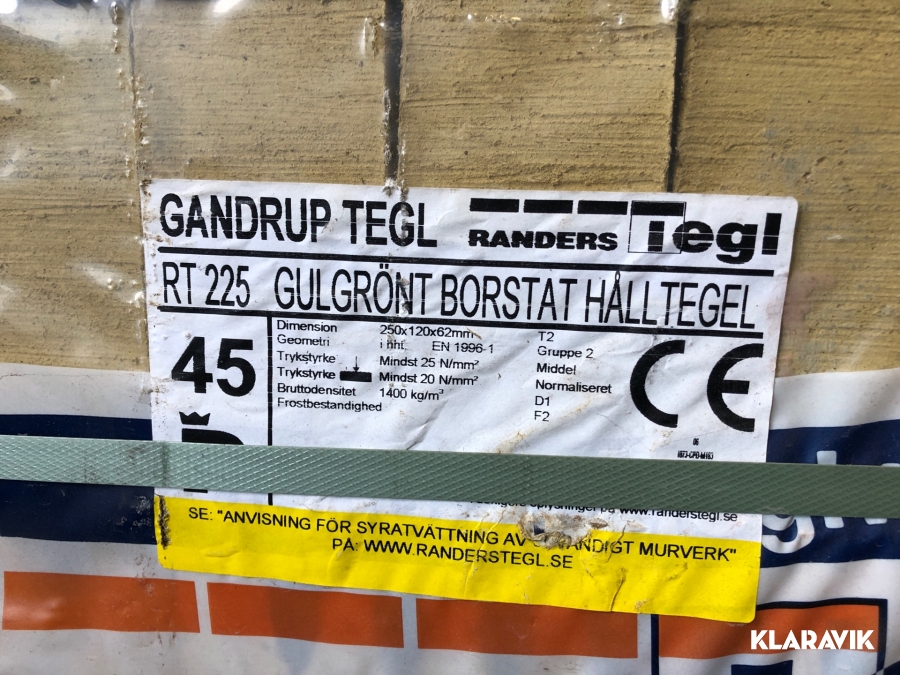 GANDRUP TEGL RANDERS Tegl
RT 225 GULGRÖNT BORSTAT HÅLLTEGEL
45
Dimension 250x120x62mm T2
Geometri i hht. EN 1996-1 Gruppe 2
Trykstyrke Mindst 25 N/mm² Middel
Trykstyrke Mindst 20 N/mm² Normaliseret
Bruttodensitet 1400 kg/m³ D1
Frostbestandighed F2
CE
06
på www.randerstegl.se
SE: "ANVISNING FÖR SYRATVÄTTNING AV MURVERK"
PÅ: WWW.RANDERSTEGL.SE
KLARAVIK